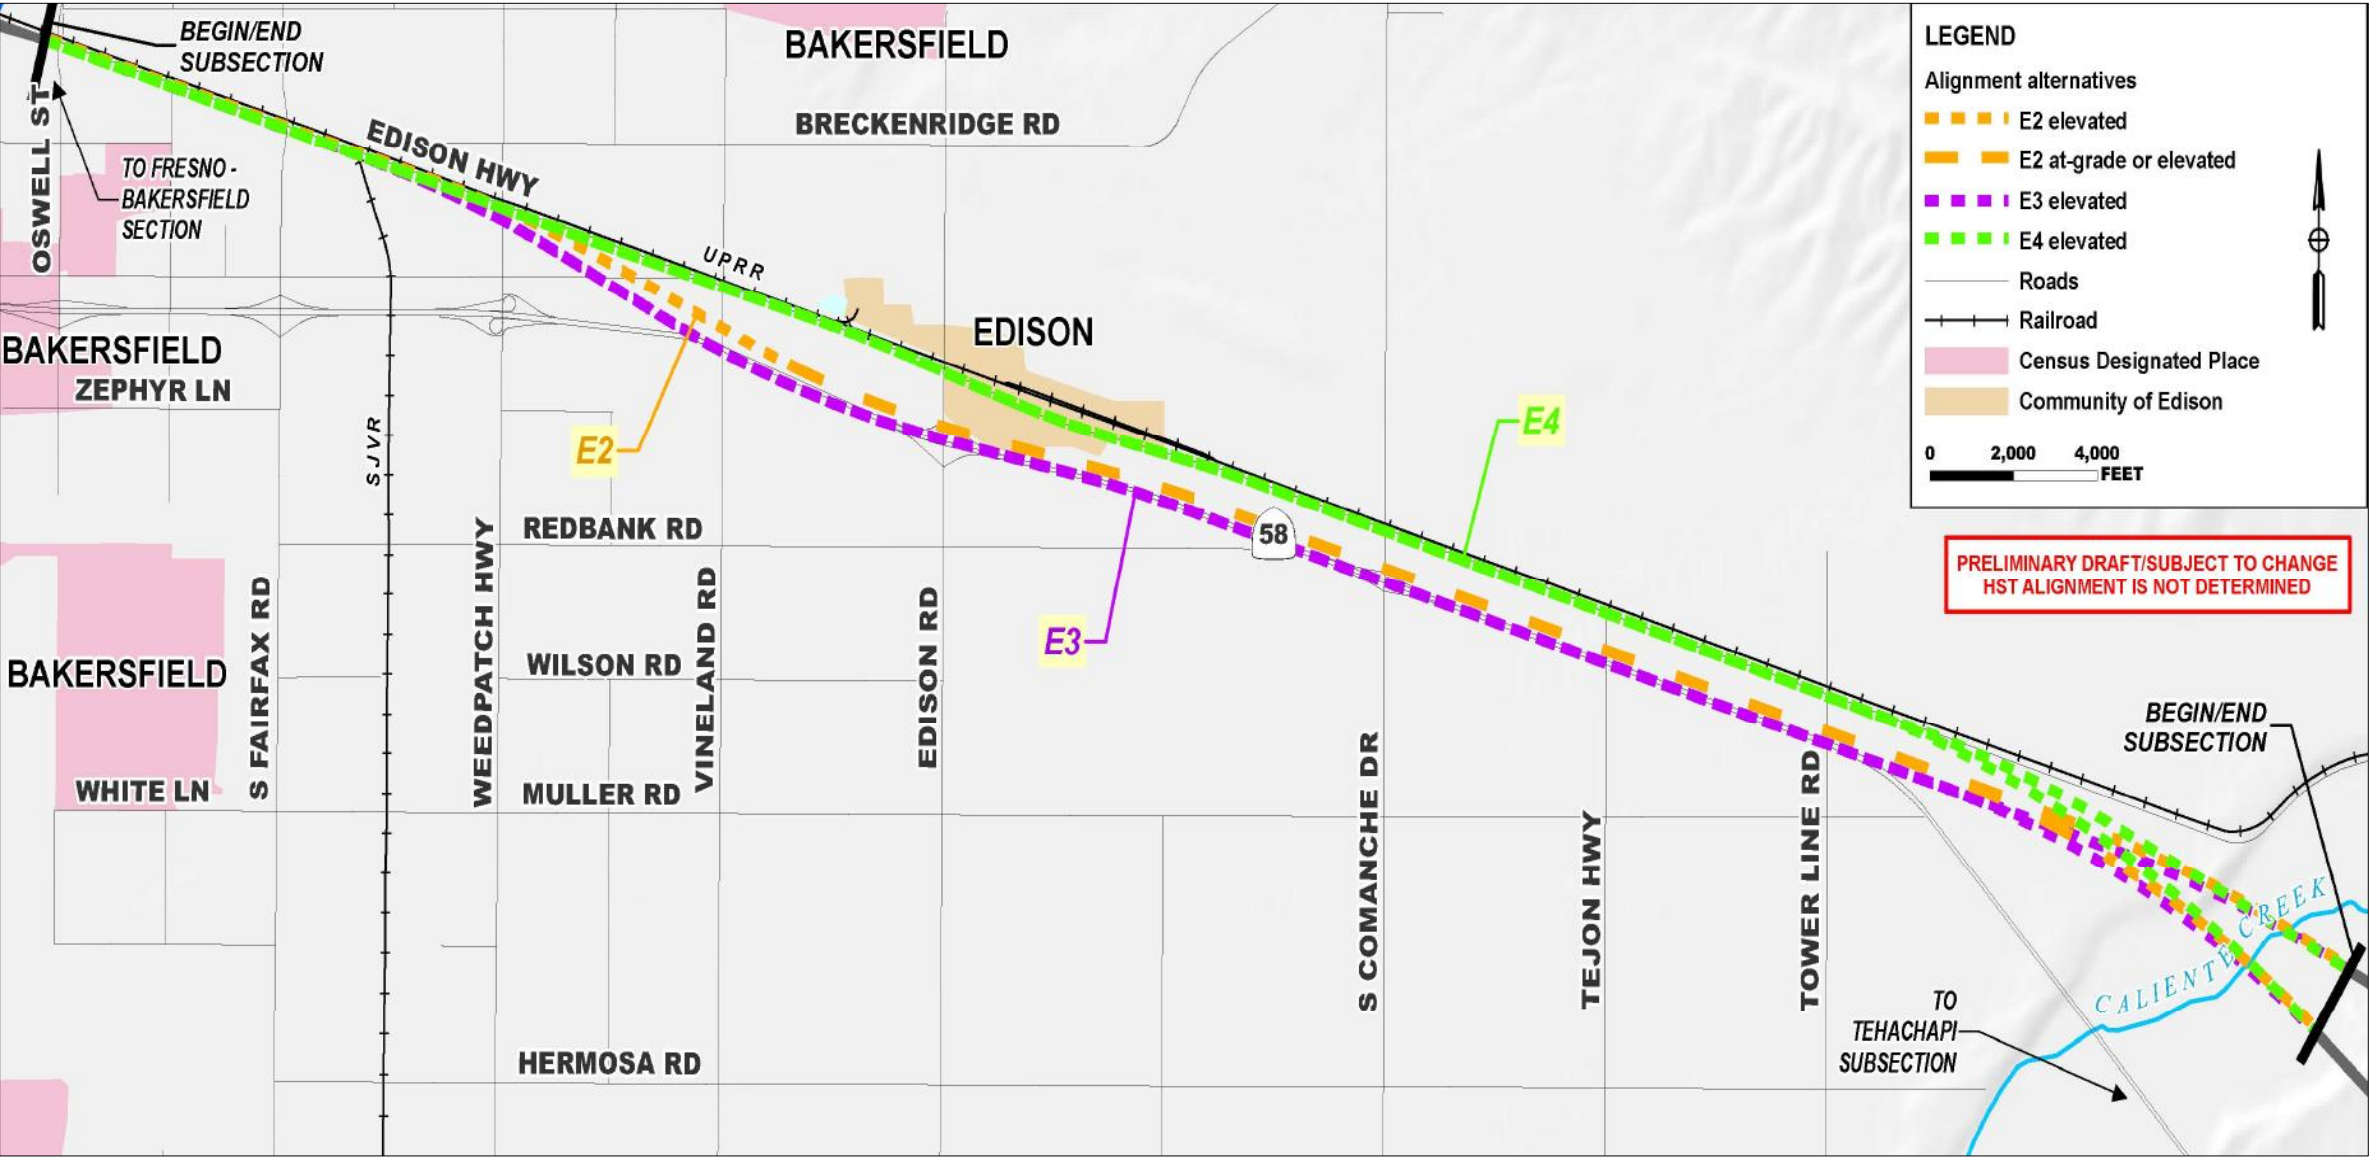 BEGIN/END
SUBSECTION
OSWELL ST
TO FRESNO -
BAKERSFIELD
SECTION
EDISON HWY
BAKERSFIELD
BRECKENRIDGE RD
UPRR
EDISON
BAKERSFIELD
ZEPHYR LN
SJVR
E2
E4
58
REDBANK RD
E3
WILSON RD
BAKERSFIELD
S FAIRFAX RD
WEEDPATCH HWY
VINELAND RD
EDISON RD
WHITE LN
MULLER RD
S COMANCHE DR
TEJON HWY
TOWER LINE RD
HERMOSA RD
BEGIN/END
SUBSECTION
CALIENTE CREEK
TO
TEHACHAPI
SUBSECTION
LEGEND
Alignment alternatives
E2 elevated
E2 at-grade or elevated
E3 elevated
E4 elevated
Roads
Railroad
Census Designated Place
Community of Edison
0 2,000 4,000
FEET
PRELIMINARY DRAFT/SUBJECT TO CHANGE
HST ALIGNMENT IS NOT DETERMINED